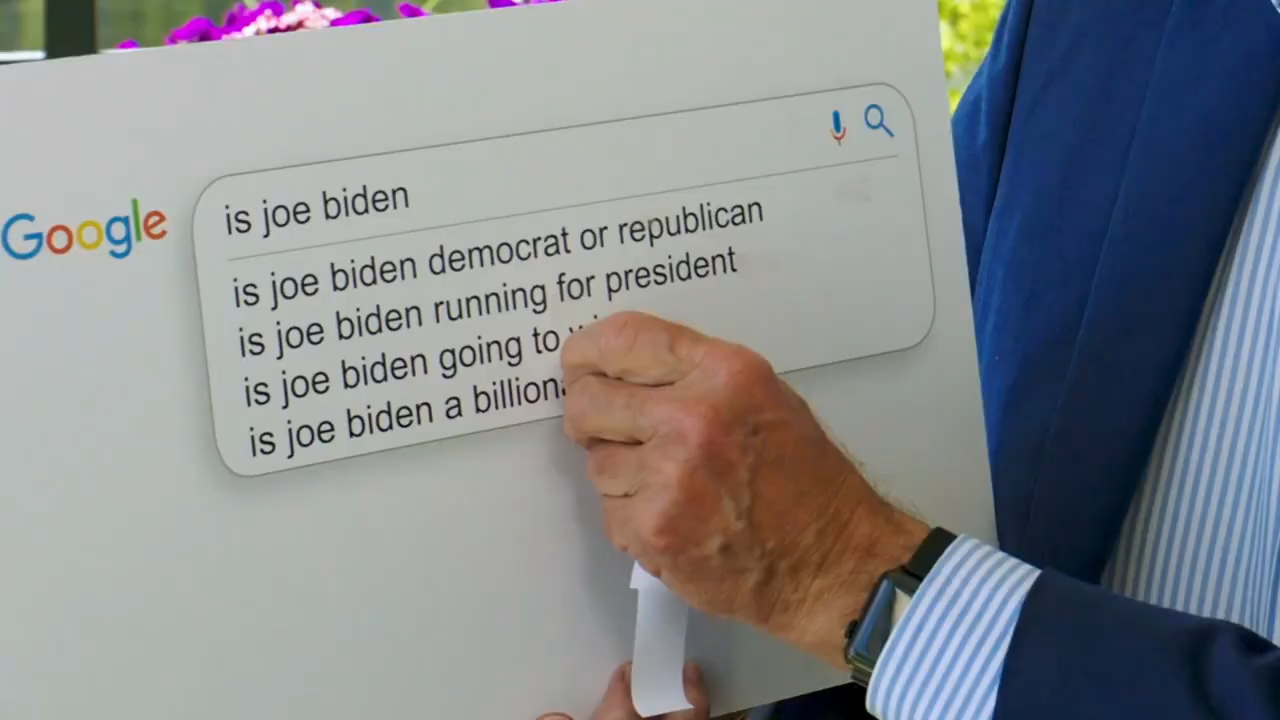 Google
is joe biden
is joe biden democrat or republican
is joe biden running for president
is joe biden going to
is joe biden a